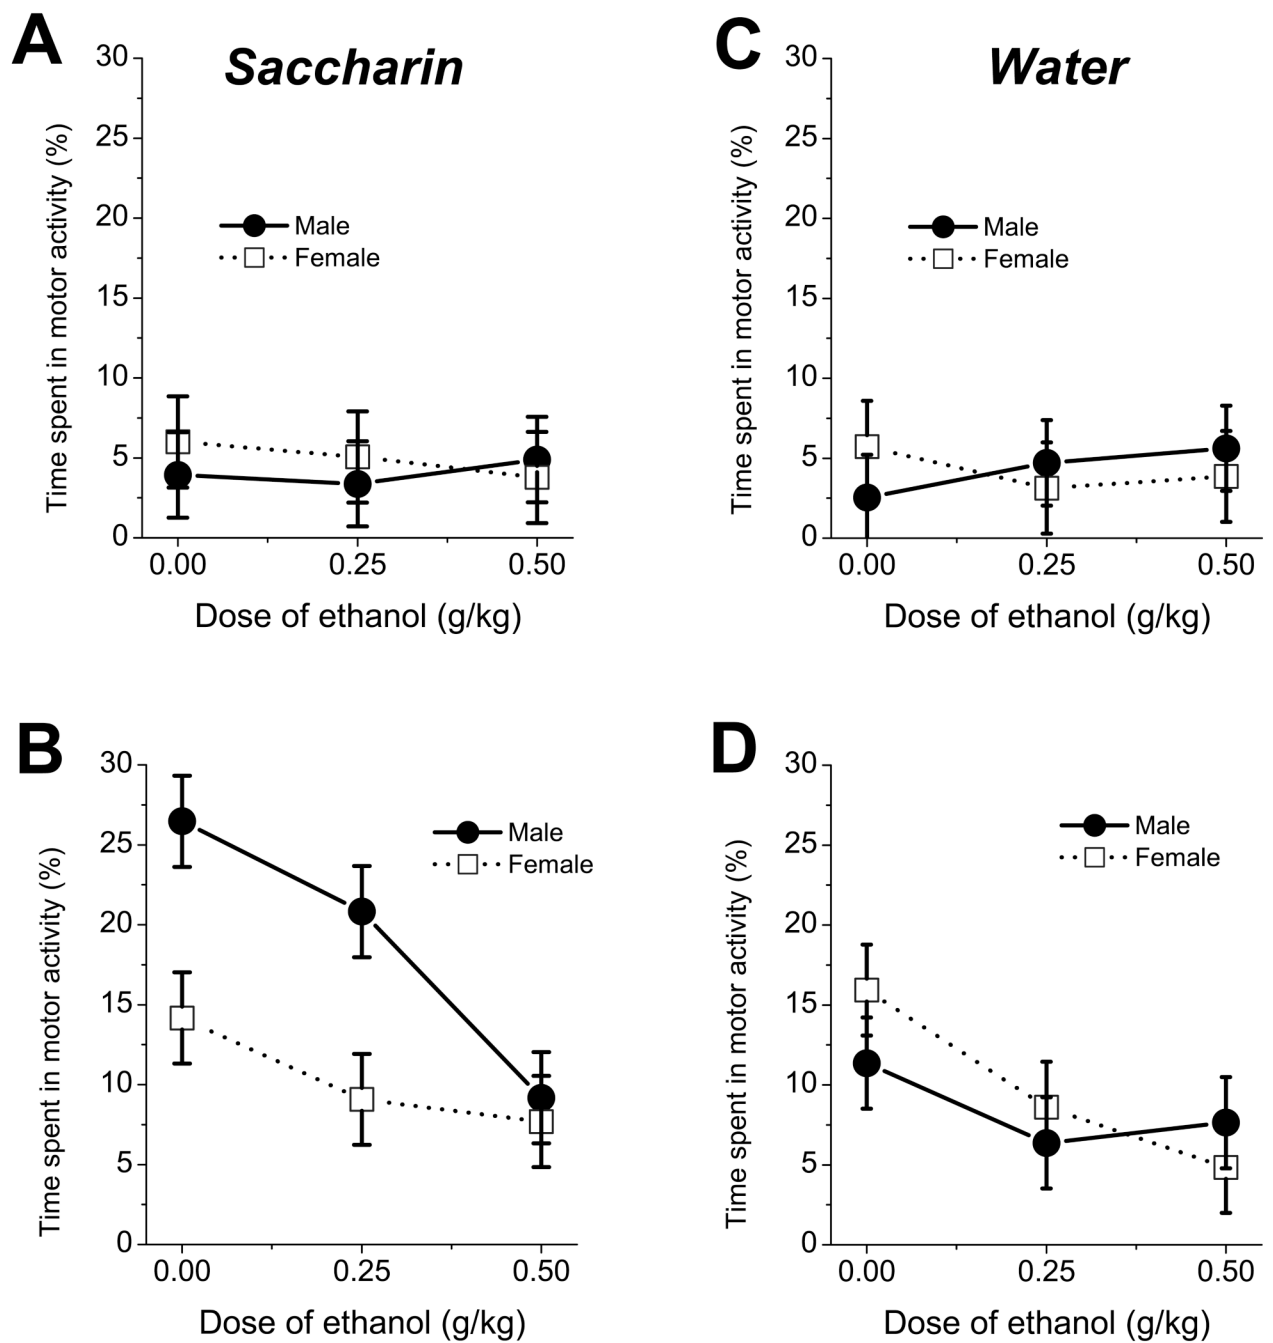 A
Saccharin
Time spent in motor activity (%)
30
25
20
15
10
5
0
Male
Female
0.00 0.25 0.50
Dose of ethanol (g/kg)
C
Water
Time spent in motor activity (%)
30
25
20
15
10
5
0
Male
Female
0.00 0.25 0.50
Dose of ethanol (g/kg)
B
Time spent in motor activity (%)
30
25
20
15
10
5
0
Male
Female
0.00 0.25 0.50
Dose of ethanol (g/kg)
D
Time spent in motor activity (%)
30
25
20
15
10
5
0
Male
Female
0.00 0.25 0.50
Dose of ethanol (g/kg)